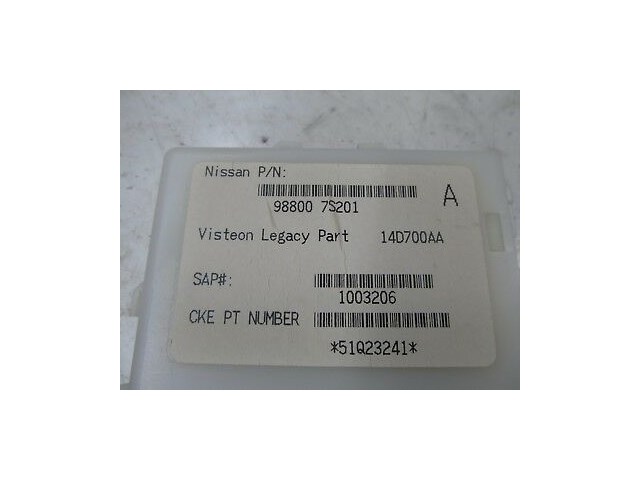 Nissan P/N:
98800 7S201
A
Visteon Legacy Part 14D700AA
SAP#:
1003206
CKE PT NUMBER
*51Q23241*